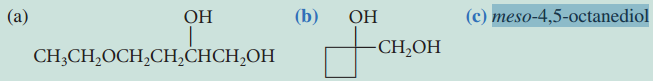 (a) OH (b) OH (c) meso-4,5-octanediol
CH₃CH₂OCH₂CH₂CHCH₂OH CH₂OH